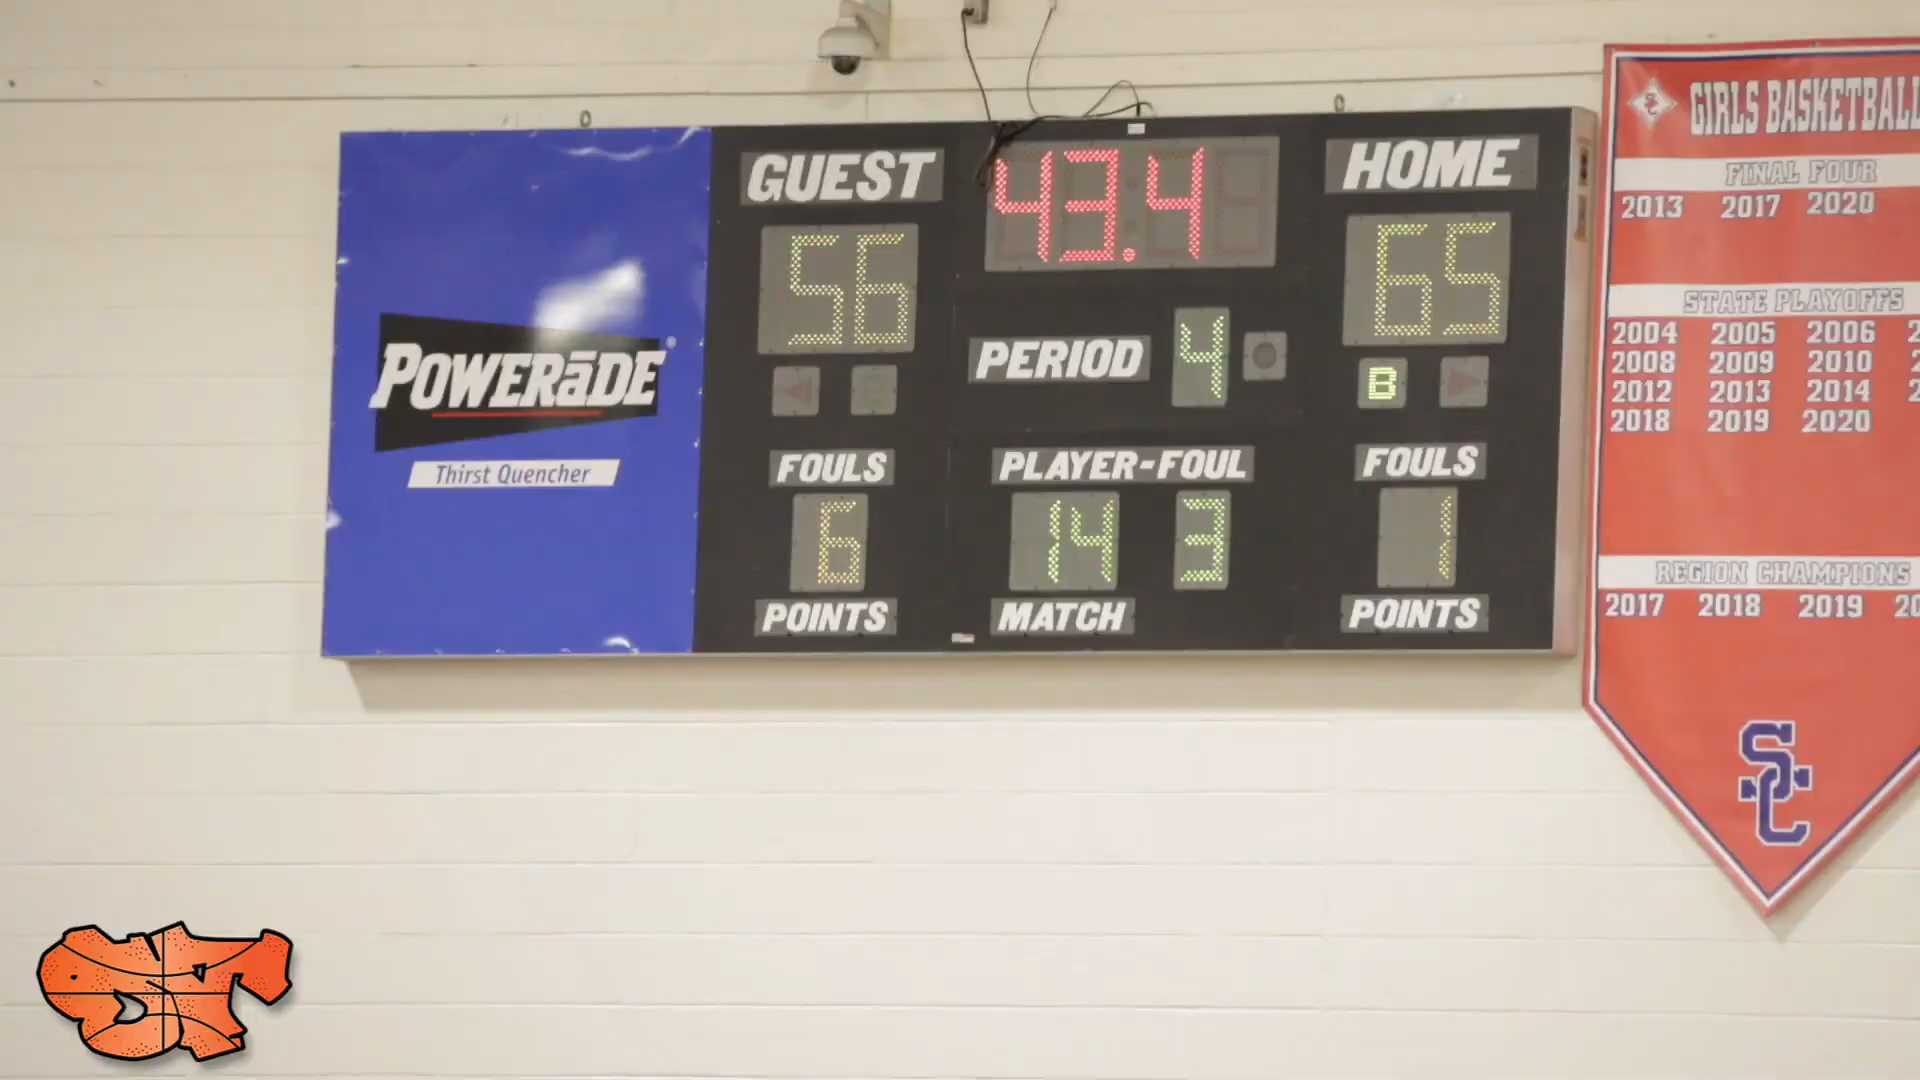 GUEST
43.4
HOME
56
65
PERIOD 4
B
POWERāDE®
Thirst Quencher
FOULS
PLAYER-FOUL
FOULS
6
14 3
1
POINTS
MATCH
POINTS
GIRLS BASKETBALL
FINAL FOUR
2013 2017 2020
STATE PLAYOFFS
2004 2005 2006
2008 2009 2010
2012 2013 2014
2018 2019 2020
REGION CHAMPIONS
2017 2018 2019
SC